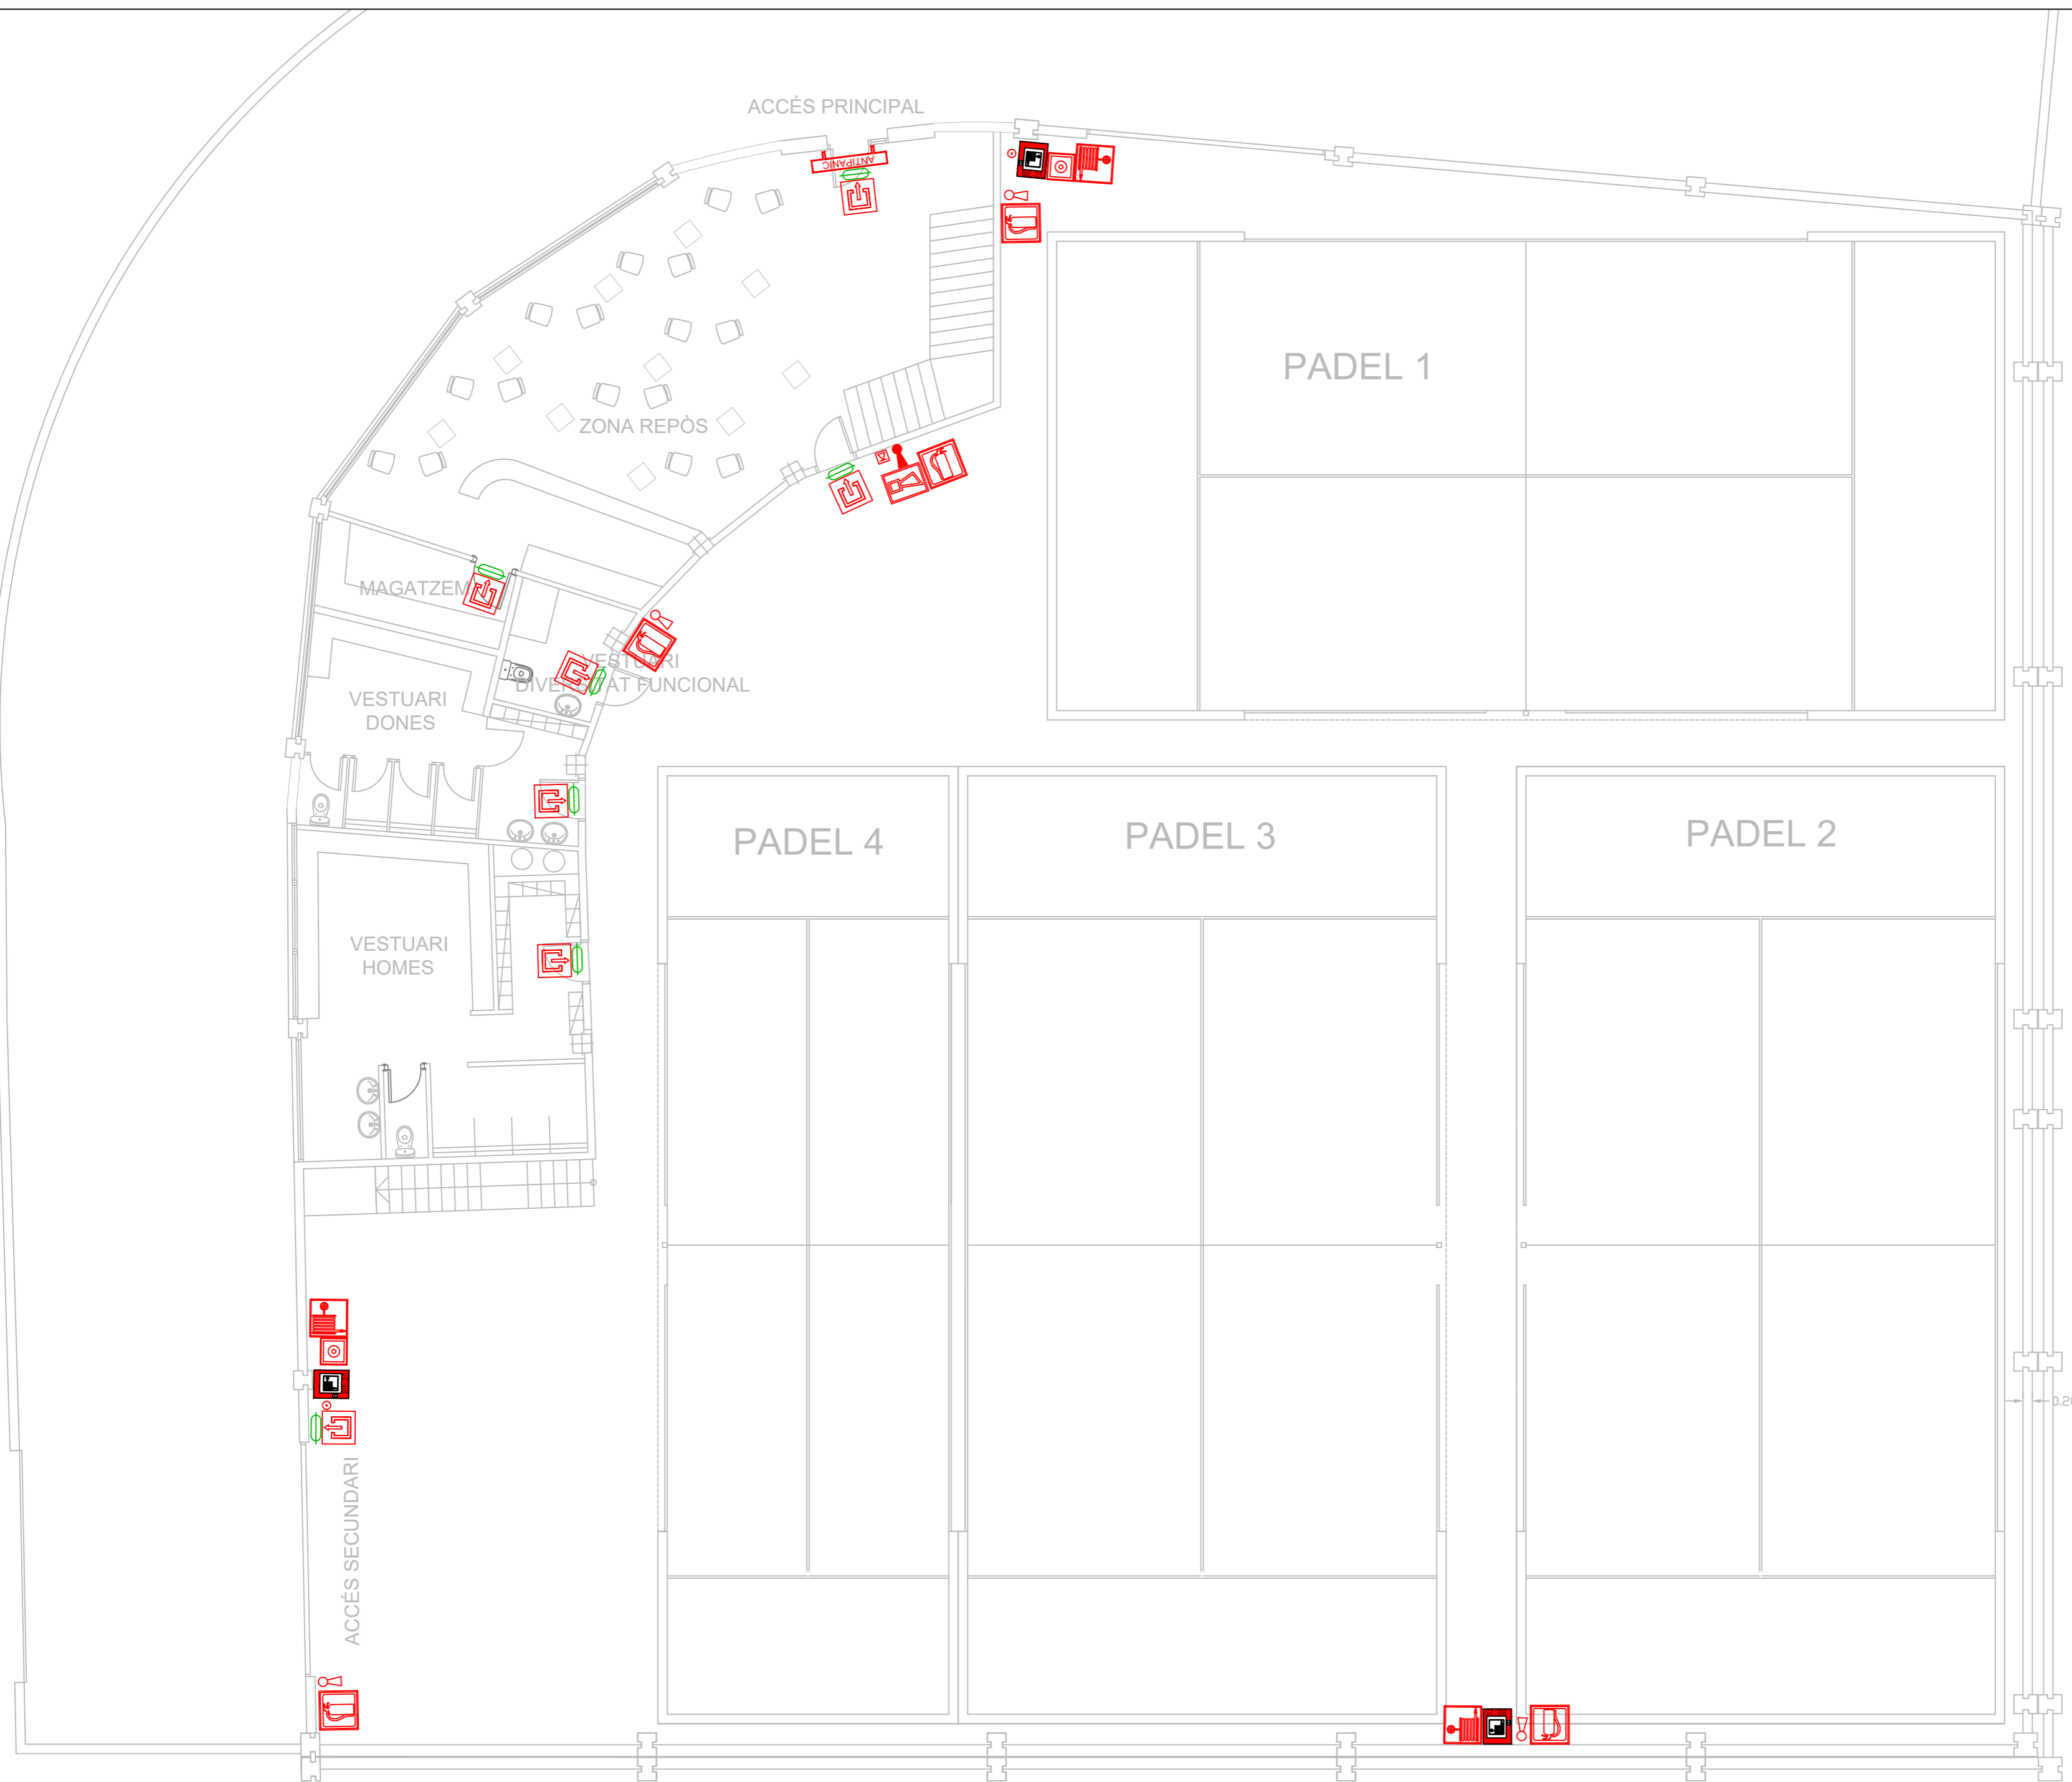 ACCÉS PRINCIPAL
ANTIPÀNIC
PADEL 1
ZONA REPÒS
MAGATZEM
VESTUARI
DIVERSITAT FUNCIONAL
VESTUARI
DONES
PADEL 4
PADEL 3
PADEL 2
VESTUARI
HOMES
ACCÉS SECUNDARI